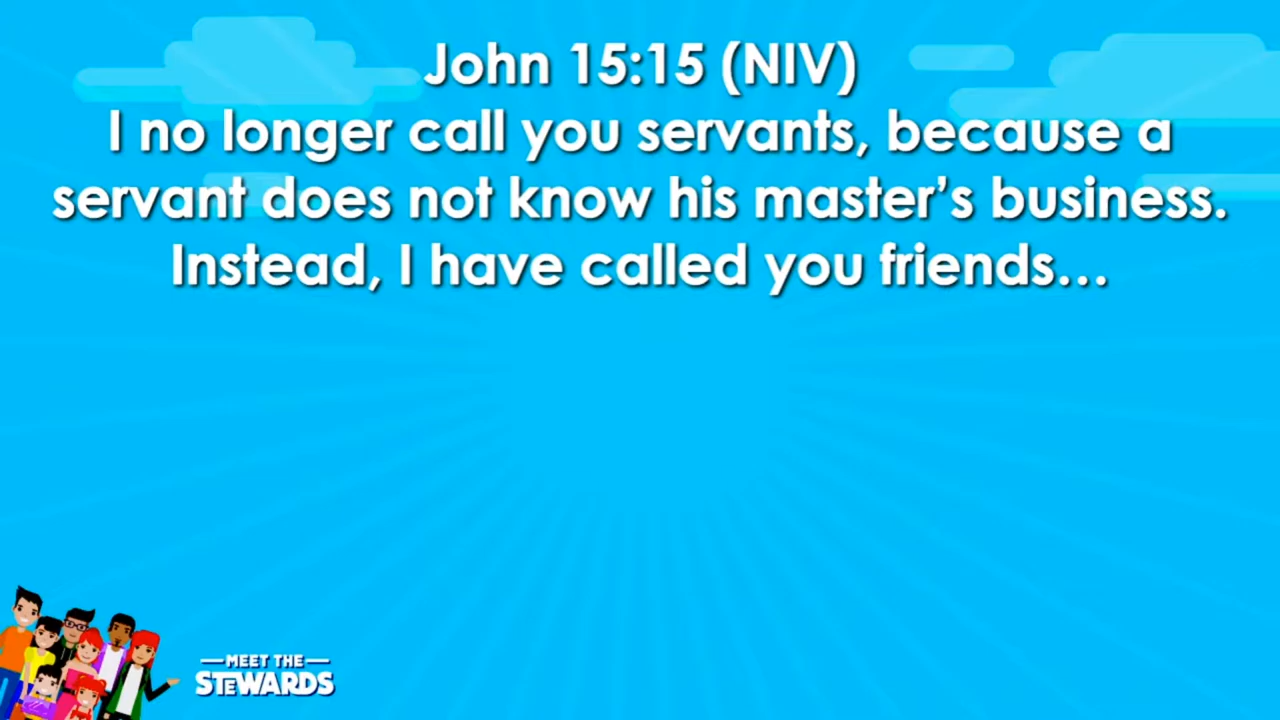 John 15:15 (NIV)
I no longer call you servants, because a
servant does not know his master’s business.
Instead, I have called you friends…
MEET THE
STEWARDS